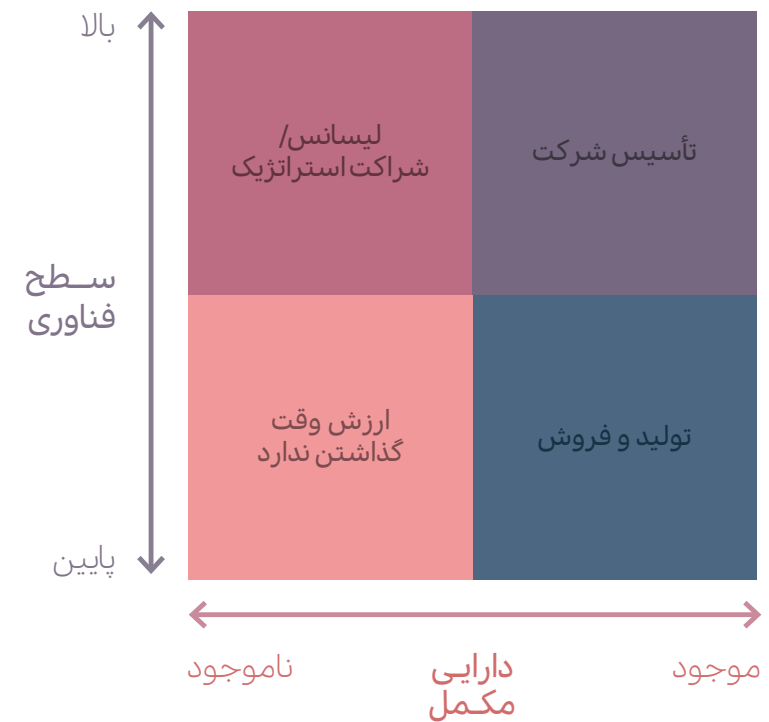 بالا
تأسیس شرکت
لیسانس/
شراکت استراتژیک
سطح
فناوری
تولید و فروش
ارزش وقت
گذاشتن ندارد
پایین
موجود
دارایی
مکمل
ناموجود